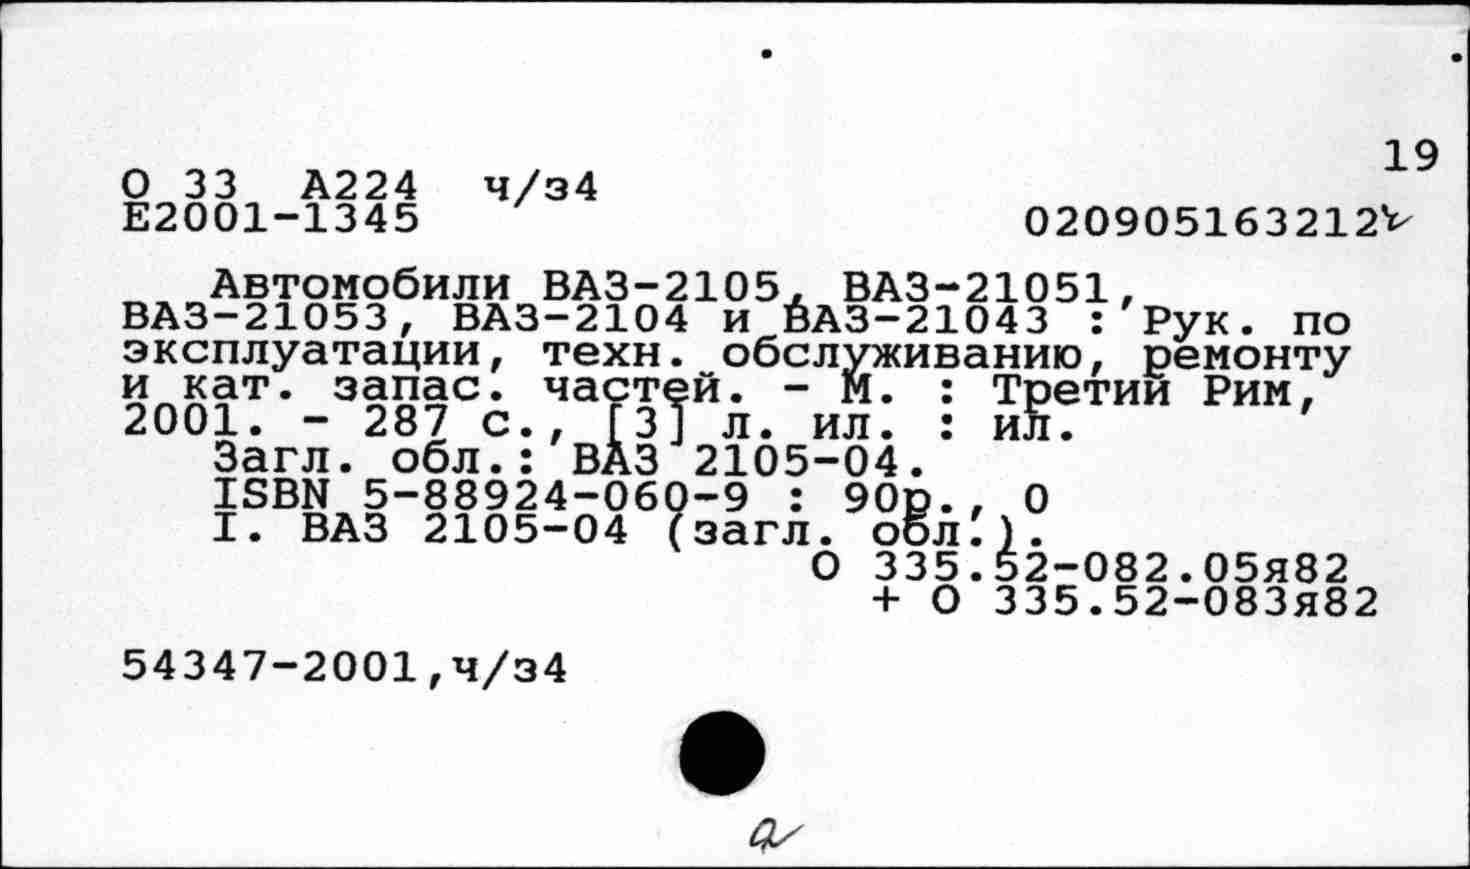 19
О 33 А224 ч/з4
Е2001-1345
020905163212
Автомобили ВАЗ-2105, ВАЗ-21051,
ВАЗ-21053, ВАЗ-2104 и ВАЗ-21043 : Рук. по
эксплуатации, техн. обслуживанию, ремонту
и кат. запас. частей. - М. : Третий Рим,
2001. - 287 с., [3] л. ил. : ил.
Загл. обл.: ВАЗ 2105-04.
ISBN 5-88924-060-9 : 90р., 0
I. ВАЗ 2105-04 (загл. обл.).
О 335.52-082.05я82
+ О 335.52-083я82
54347-2001,ч/з4